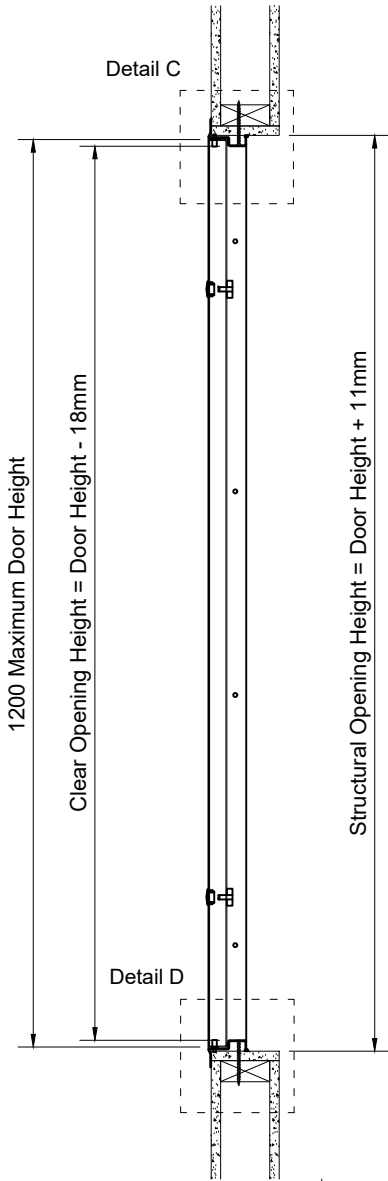 Detail C
1200 Maximum Door Height
Clear Opening Height = Door Height - 18mm
Structural Opening Height = Door Height + 11mm
Detail D